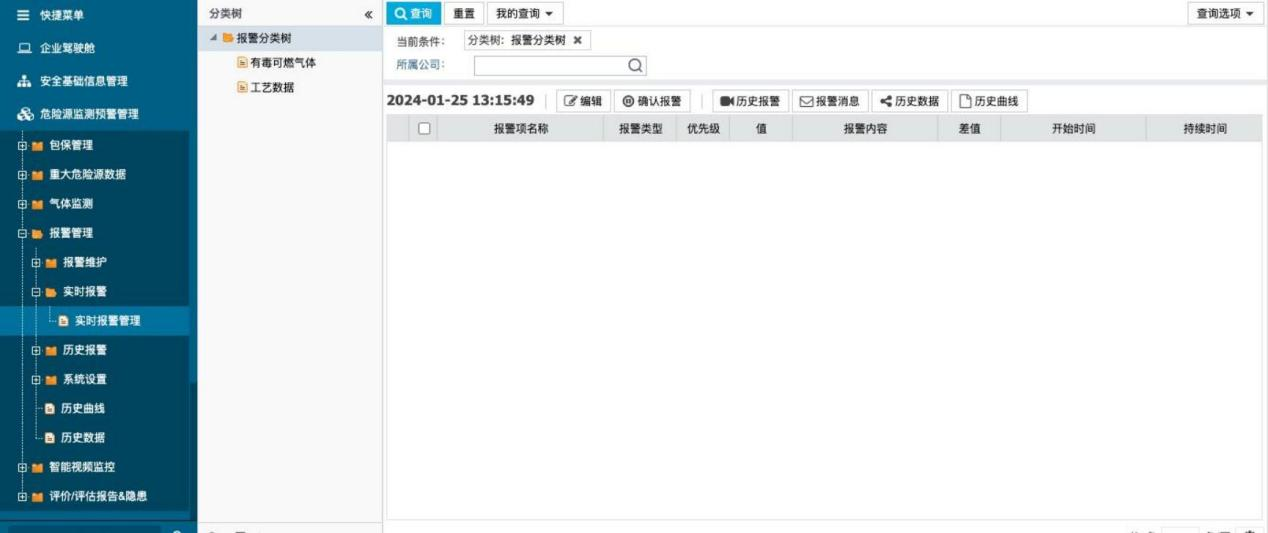 快捷菜单
企业驾驶舱
安全基础信息管理
危险源监测预警管理
包保管理
重大危险源数据
气体监测
报警管理
报警维护
实时报警
实时报警管理
历史报警
系统设置
历史曲线
历史数据
智能视频监控
评价/评估报告&隐患
分类树 «
报警分类树
有毒可燃气体
工艺数据
查询 重置 我的查询 查询选项
当前条件: 分类树: 报警分类树 ✖
所属公司:
2024-01-25 13:15:49 编辑 确认报警 历史报警 报警消息 历史数据 历史曲线
报警项名称 报警类型 优先级 值 报警内容 差值 开始时间 持续时间